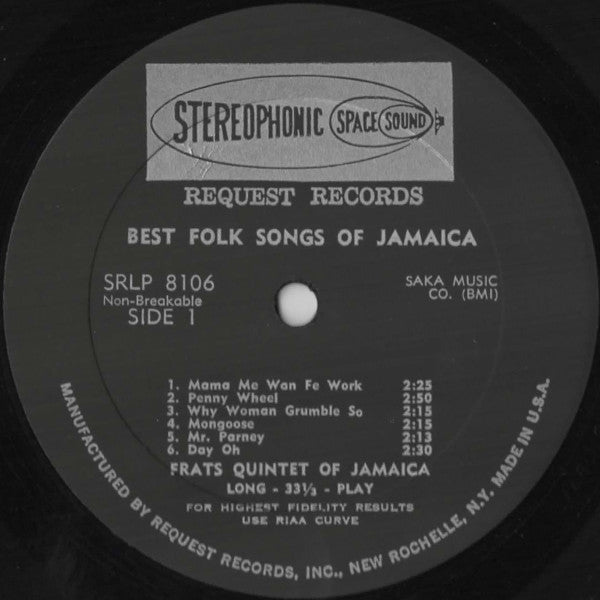 STEREOPHONIC SPACE SOUND
REQUEST RECORDS
BEST FOLK SONGS OF JAMAICA
SRLP 8106
Non-Breakable
SIDE 1
SAKA MUSIC
CO. (BMI)
1. Mama Me Wan Fe Work 2:25
2. Penny Wheel 2:50
3. Why Woman Grumble So 2:15
4. Mongoose 2:15
5. Mr. Parney 2:13
6. Day Oh 2:30
FRATS QUINTET OF JAMAICA
LONG - 33⅓ - PLAY
FOR HIGHEST FIDELITY RESULTS
USE RIAA CURVE
MANUFACTURED BY REQUEST RECORDS, INC., NEW ROCHELLE, N.Y. MADE IN U.S.A.